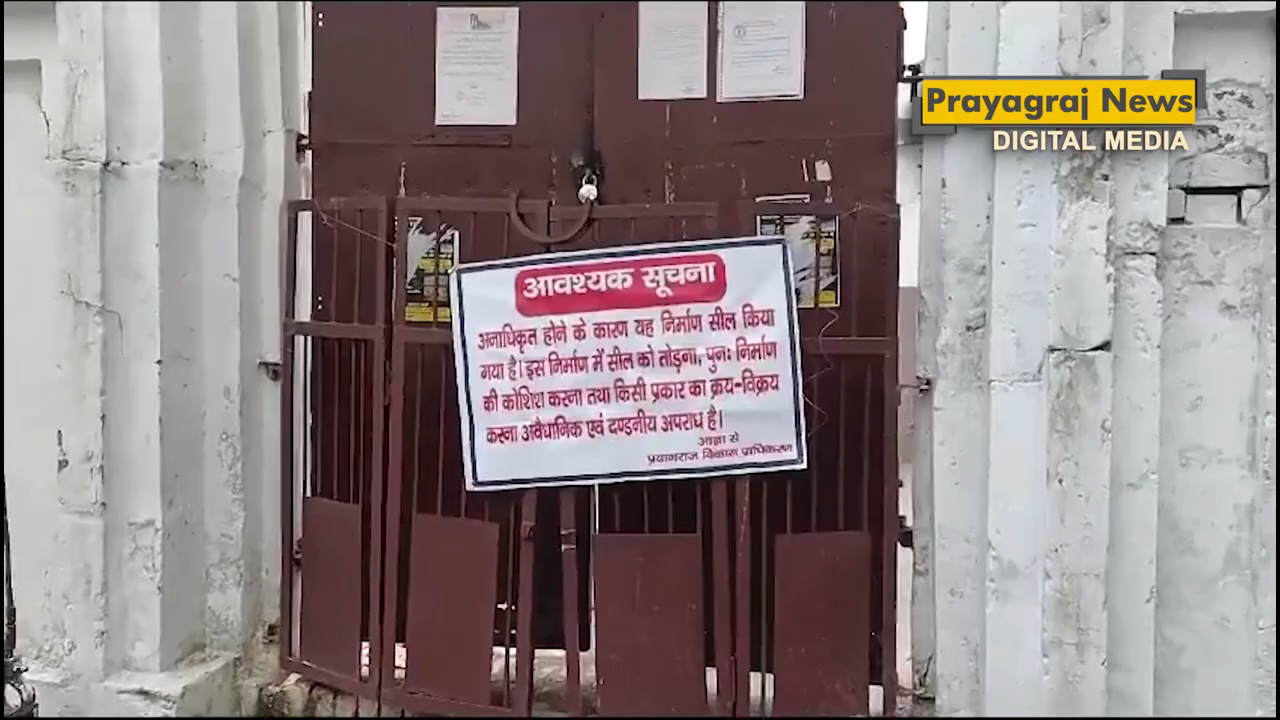 Prayagraj News
DIGITAL MEDIA
आवश्यक सूचना
अनाधिकृत होने के कारण यह निर्माण सील किया
गया है। इस निर्माण में सील को तोड़ना, पुनः निर्माण
की कोशिश करना तथा किसी प्रकार का क्रय-विक्रय
करना अवैधानिक एवं दण्डनीय अपराध है।
आज्ञा से
प्रयागराज विकास प्राधिकरण